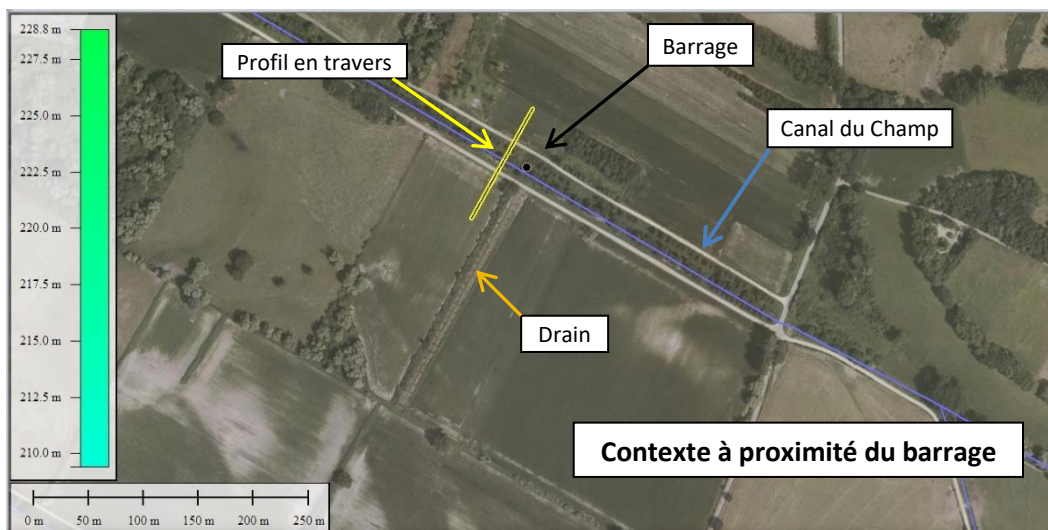 228.8 m
227.5 m
225.0 m
222.5 m
220.0 m
217.5 m
215.0 m
212.5 m
210.0 m
Profil en travers
Barrage
Canal du Champ
Drain
Contexte à proximité du barrage
0 m 50 m 100 m 150 m 200 m 250 m